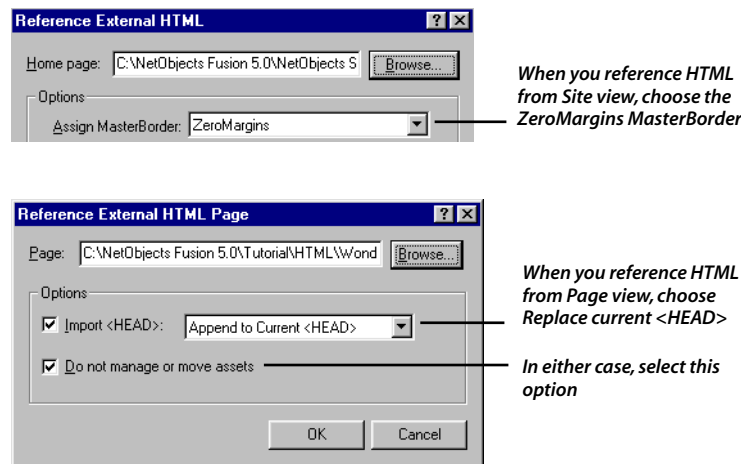 Reference External HTML
Home page: C:\NetObjects Fusion 5.0\NetObjects S Browse...
Options
Assign MasterBorder: ZeroMargins
When you reference HTML
from Site view, choose the
ZeroMargins MasterBorder
Reference External HTML Page
Page: C:\NetObjects Fusion 5.0\Tutorial\HTML\Wond Browse...
Options
Import <HEAD>: Append to Current <HEAD>
When you reference HTML
from Page view, choose
Replace current <HEAD>
Do not manage or move assets
In either case, select this
option
OK Cancel